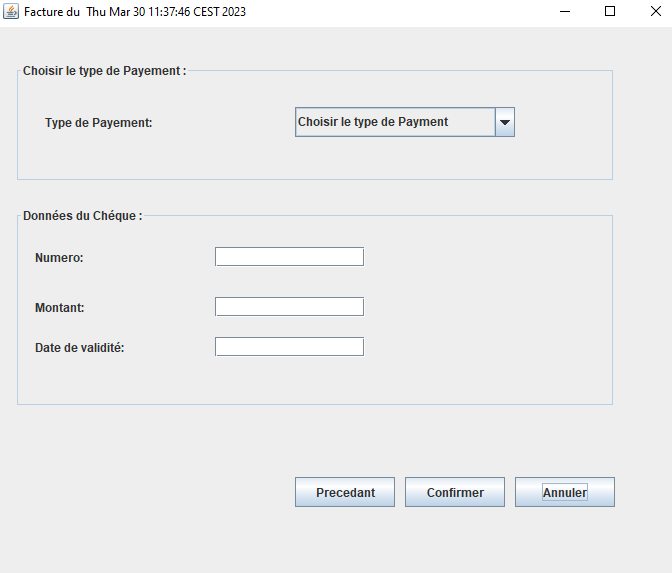 Facture du  Thu Mar 30 11:37:46 CEST 2023
Choisir le type de Payement :
Type de Payement: Choisir le type de Payment
Données du Chéque :
Numero:
Montant:
Date de validité:
Precedant Confirmer Annuler